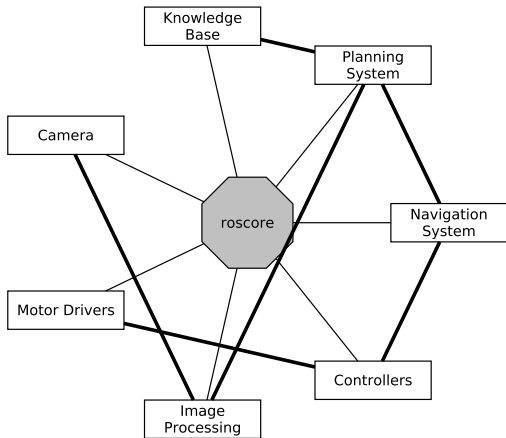 Knowledge
Base
Planning
System
Camera
roscore
Navigation
System
Motor Drivers
Controllers
Image
Processing